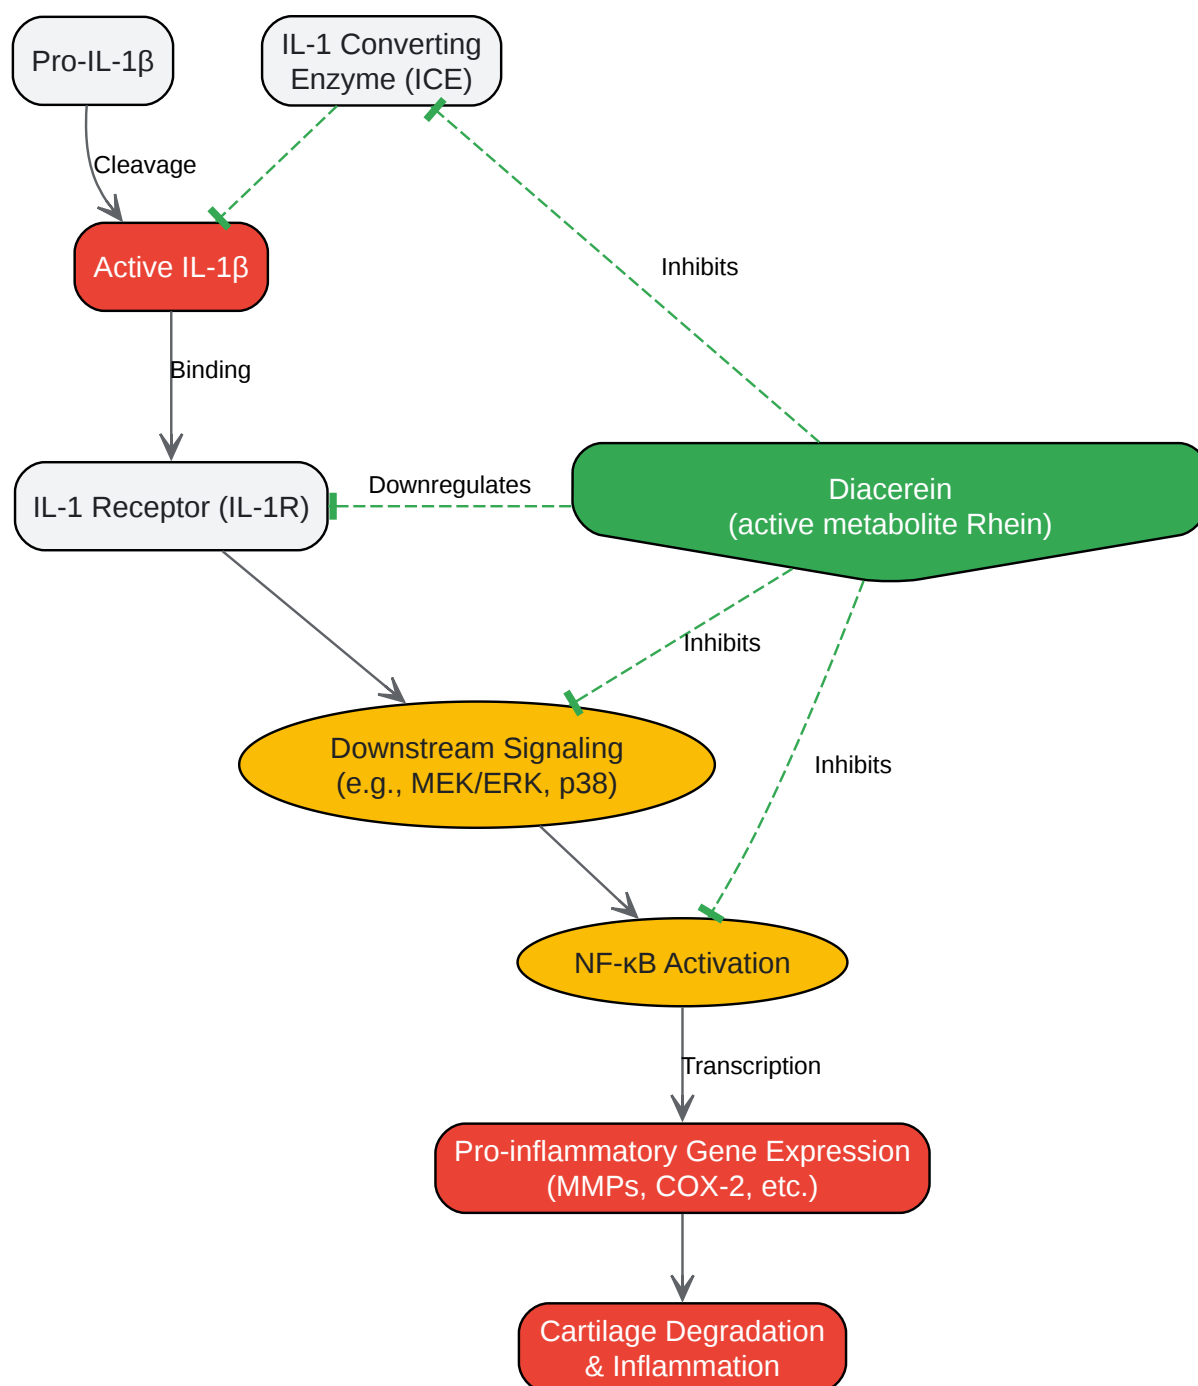 Pro-IL-1β
IL-1 Converting
Enzyme (ICE)
Cleavage
Active IL-1β
Inhibits
Binding
IL-1 Receptor (IL-1R)
Downregulates
Diacerein
(active metabolite Rhein)
Inhibits
Downstream Signaling
(e.g., MEK/ERK, p38)
Inhibits
NF-κB Activation
Transcription
Pro-inflammatory Gene Expression
(MMPs, COX-2, etc.)
Cartilage Degradation
& Inflammation